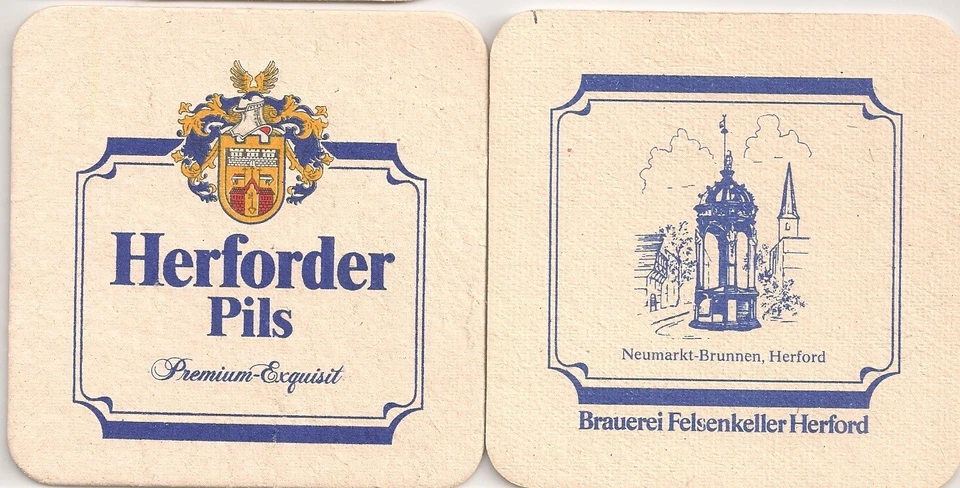 Herforder
Pils
Premium-Exquisit
Neumarkt-Brunnen, Herford
Brauerei Felsenkeller Herford